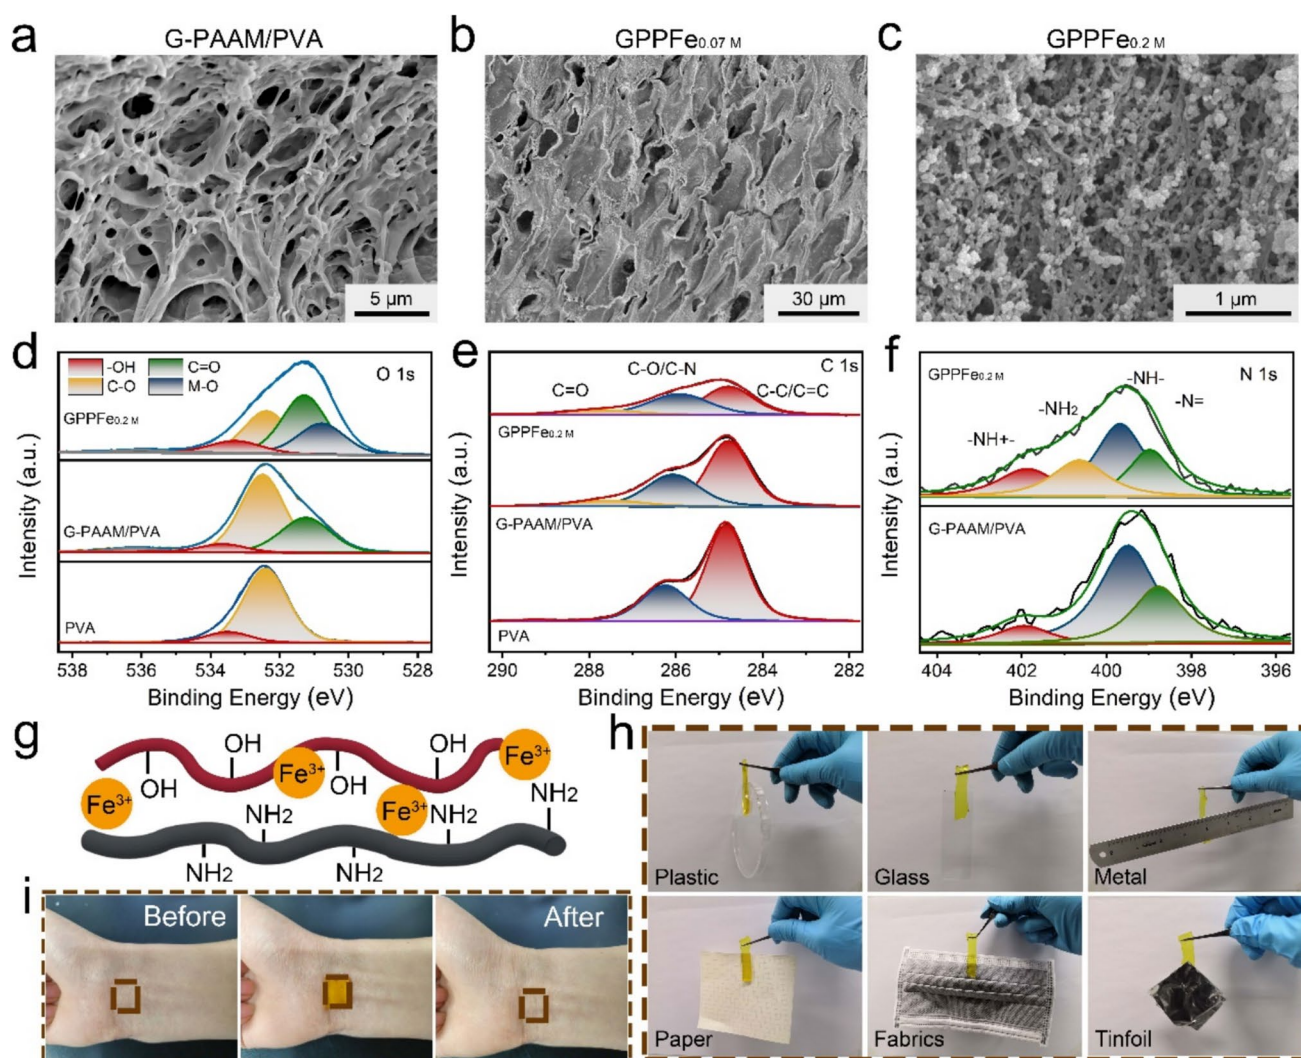 a G-PAAM/PVA b GPPFe0.07 M c GPPFe0.2 M
5 µm 30 µm 1 µm
d e f
-OH C=O
C-O M-O
O 1s
GPPFe0.2 M
G-PAAM/PVA
PVA
Intensity (a.u.)
538 536 534 532 530 528
Binding Energy (eV)
C 1s
C=O C-O/C-N C-C/C=C
GPPFe0.2 M
G-PAAM/PVA
PVA
Intensity (a.u.)
290 288 286 284 282
Binding Energy (eV)
N 1s
GPPFe0.2 M
-NH+- -NH2 -NH- -N=
G-PAAM/PVA
Intensity (a.u.)
404 402 400 398 396
Binding Energy (eV)
g
OH OH OH OH
Fe3+ Fe3+ Fe3+ Fe3+
NH2 NH2 NH2 NH2 NH2
h
Plastic Glass Metal
Paper Fabrics Tinfoil
i
Before After